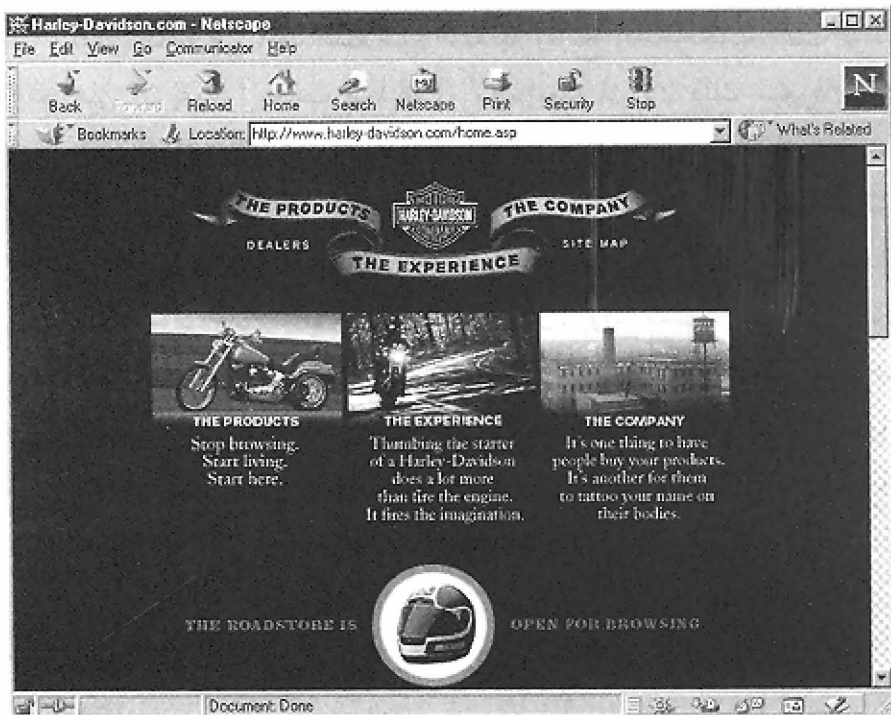 Harley-Davidson.com - Netscape
File Edit View Go Communicator Help
Back Forward Reload Home Search Netscape Print Security Stop
N
Bookmarks Location: http://www.harley-davidson.com/home.asp What's Related
THE PRODUCTS HARLEY-DAVIDSON THE COMPANY
DEALERS SITE MAP
THE EXPERIENCE
THE PRODUCTS
Stop browsing.
Start living.
Start here.
THE EXPERIENCE
Thumbing the starter
of a Harley-Davidson
does a lot more
than fire the engine.
It fires the imagination.
THE COMPANY
It's one thing to have
people buy your products.
It's another for them
to tattoo your name on
their bodies.
THE ROADSTORE IS OPEN FOR BROWSING.
Document: Done